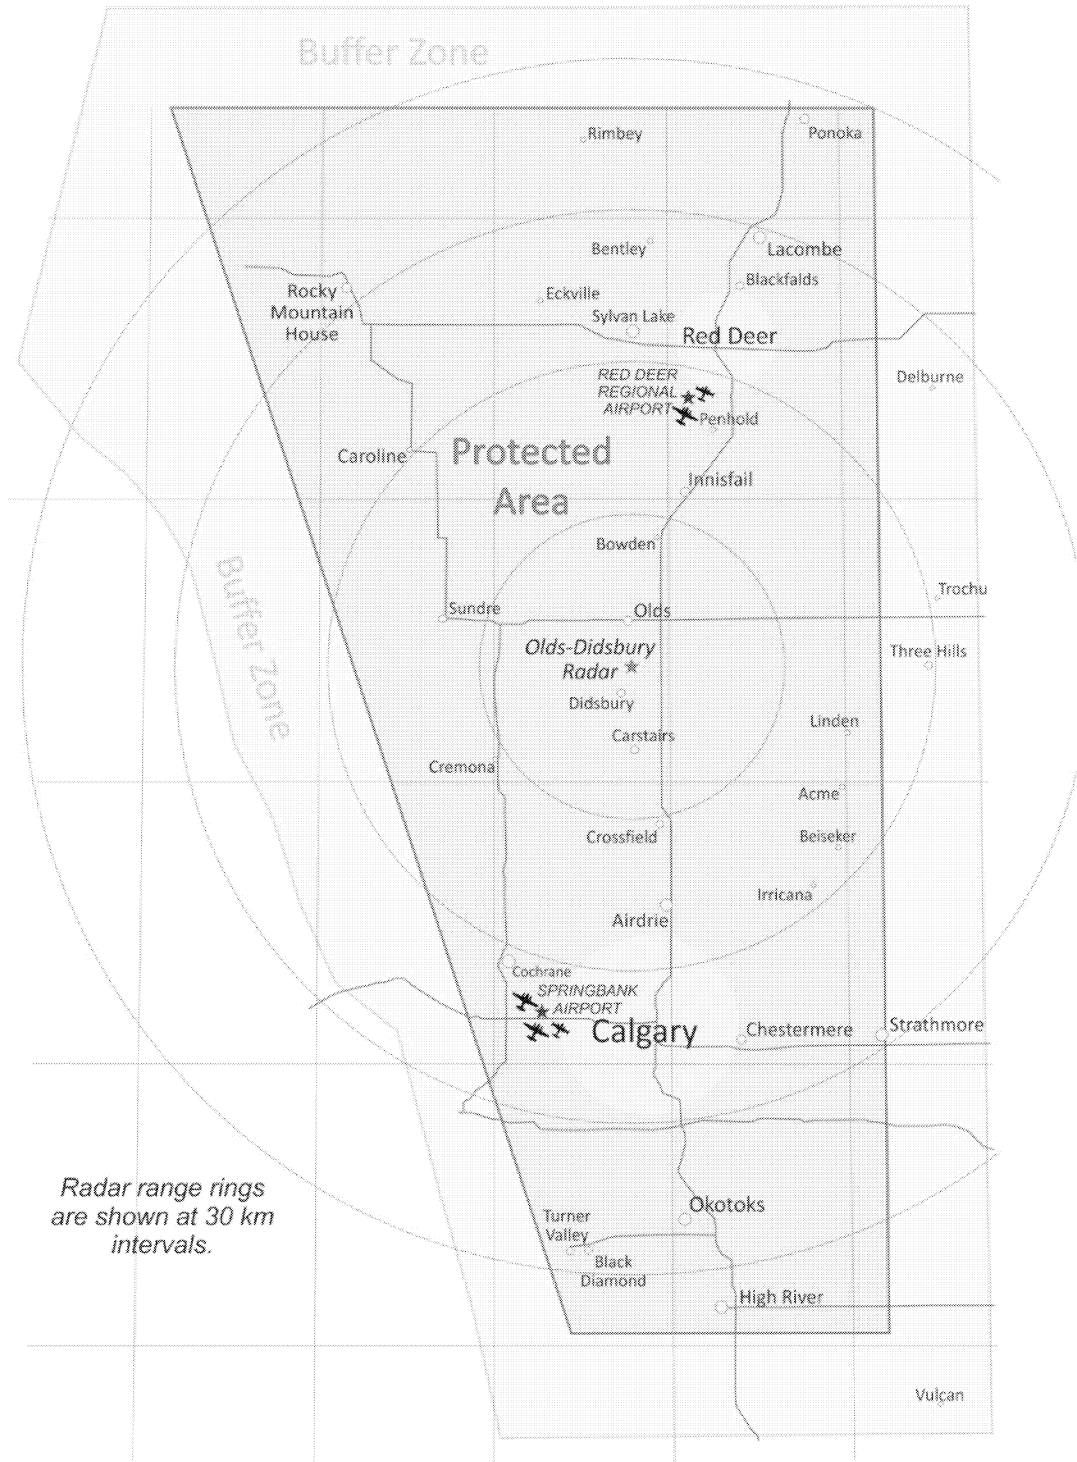 Buffer Zone
Rimbey
Ponoka
Bentley
Lacombe
Blackfalds
Rocky
Mountain
House
Eckville
Sylvan Lake
Red Deer
Delburne
RED DEER
REGIONAL
AIRPORT
Penhold
Caroline
Protected
Area
Innisfail
Bowden
Buffer Zone
Trochu
Sundre
Olds
Olds-Didsbury
Radar
Three Hills
Didsbury
Linden
Carstairs
Cremona
Acme
Crossfield
Beiseker
Irricana
Airdrie
Cochrane
SPRINGBANK
AIRPORT
Calgary
Chestermere
Strathmore
Radar range rings
are shown at 30 km
intervals.
Okotoks
Turner
Valley
Black
Diamond
High River
Vulcan